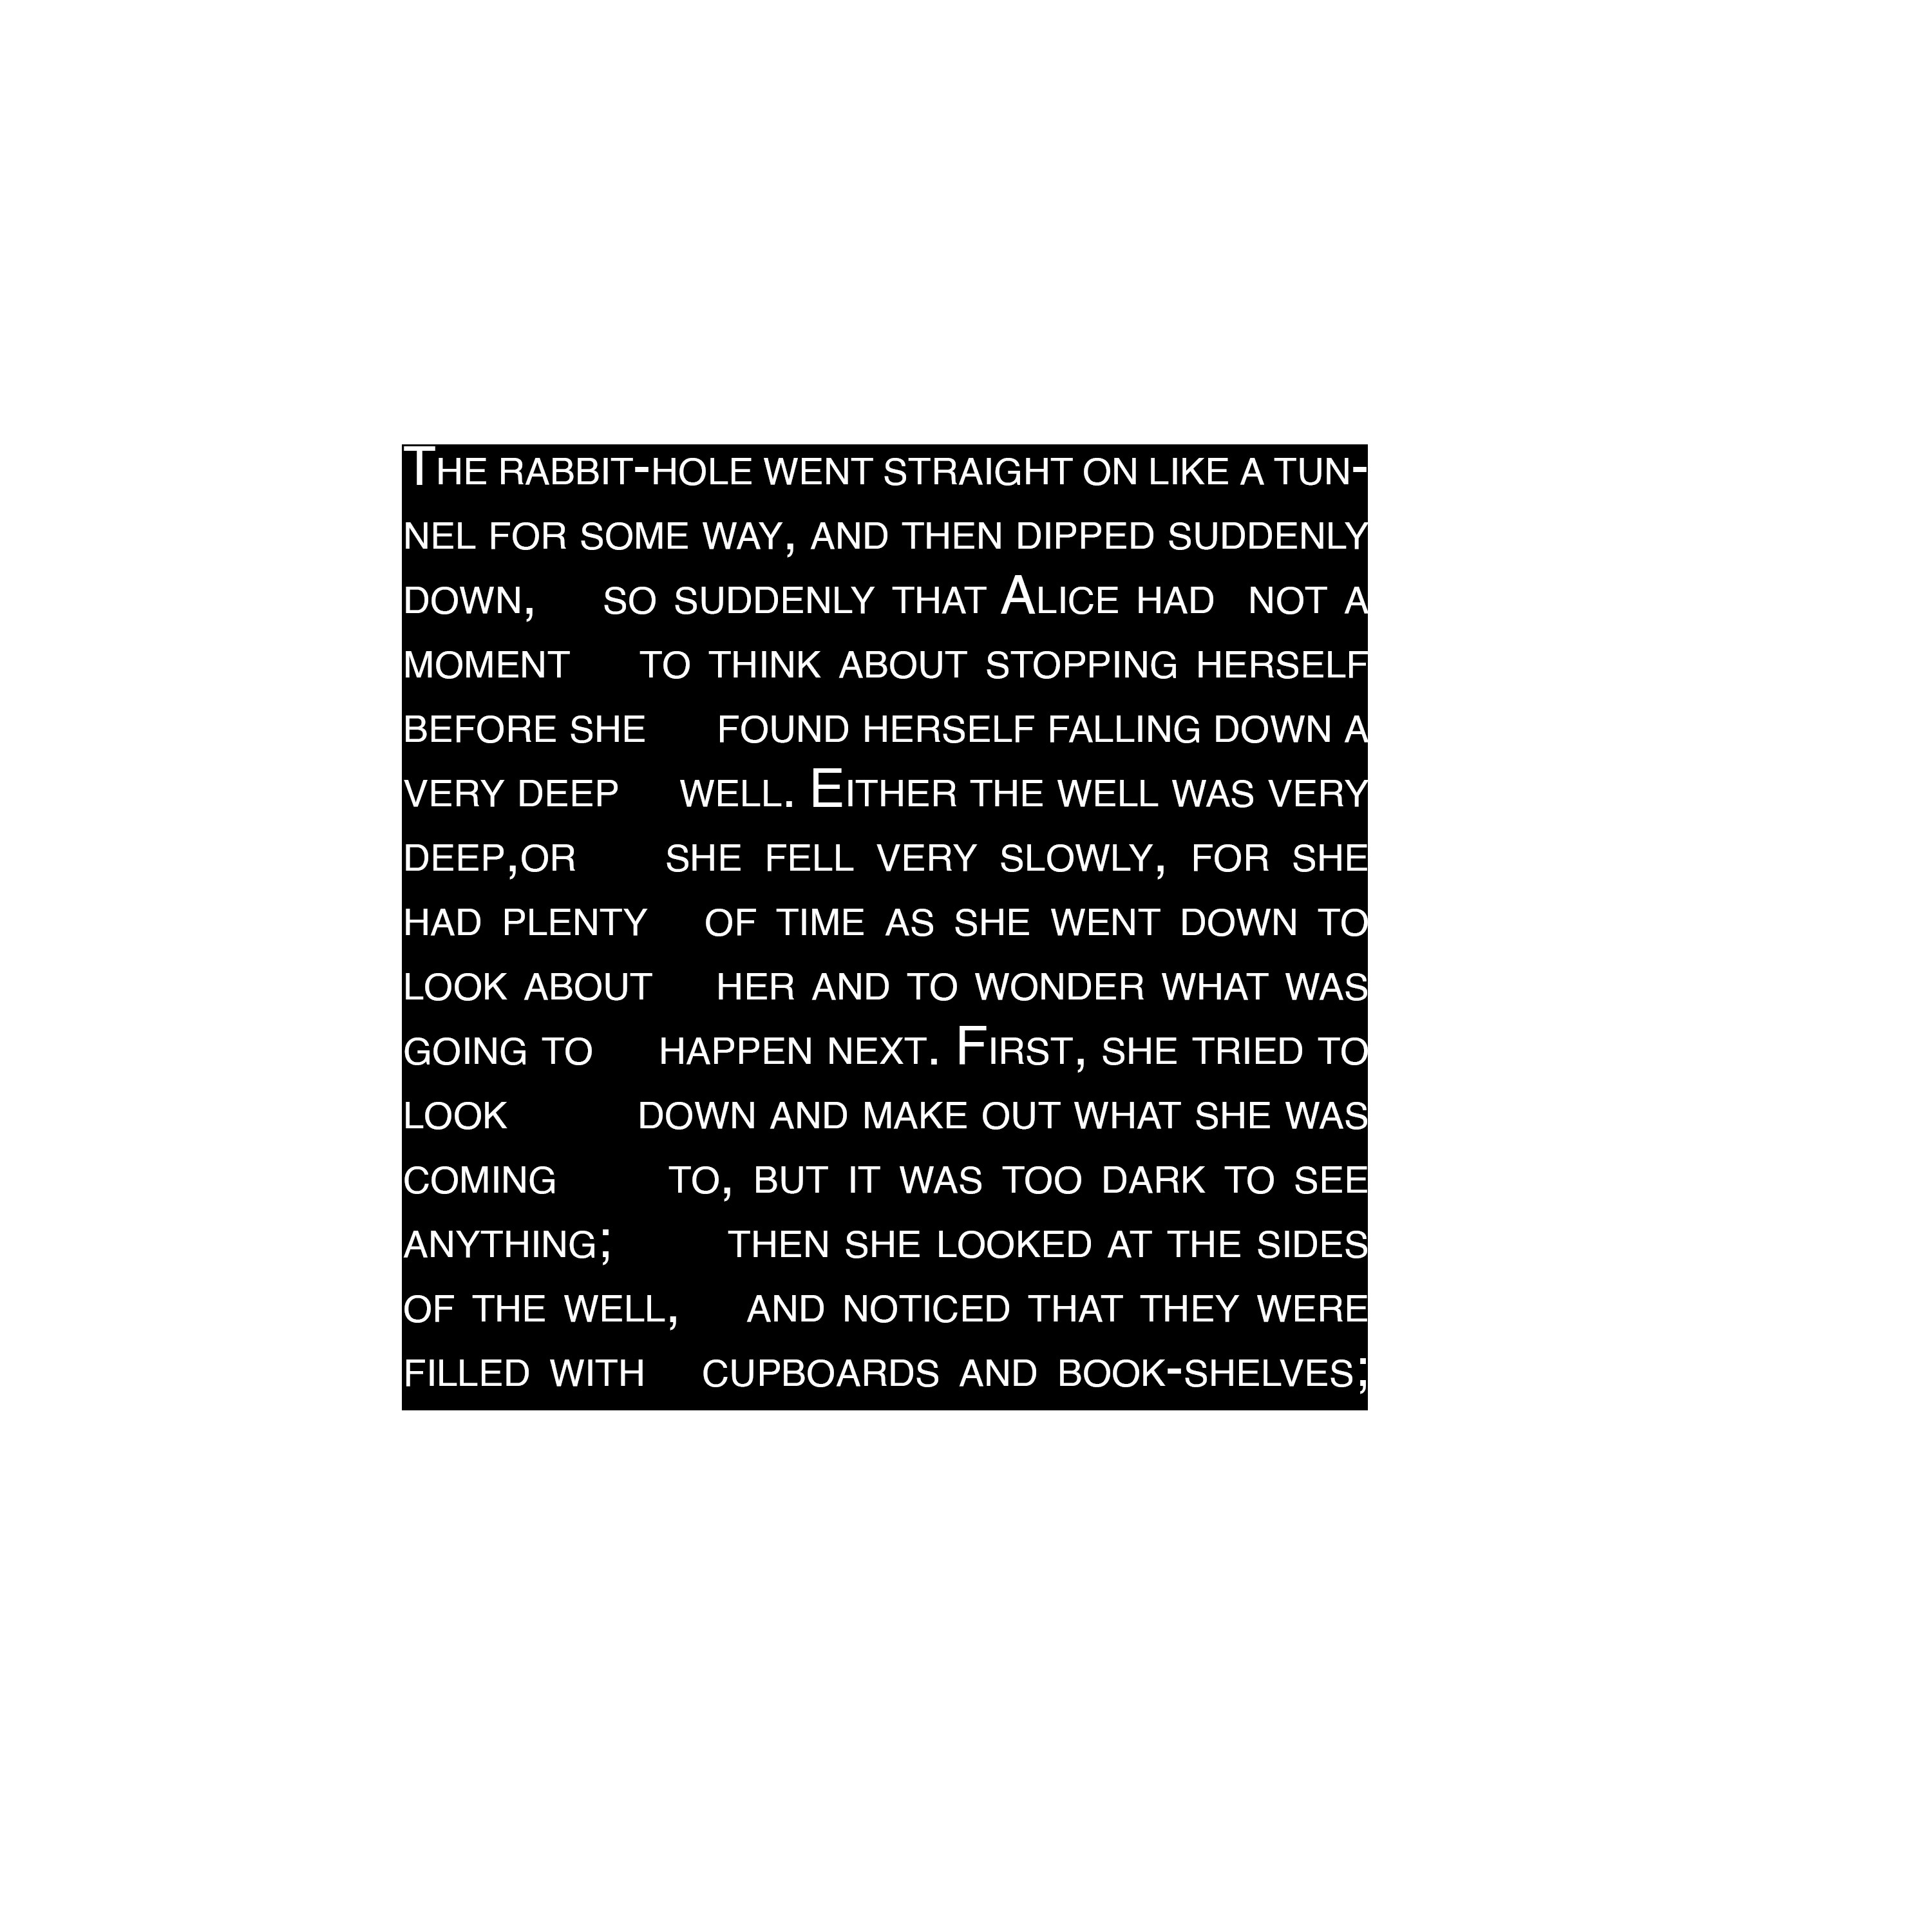 The rabbit-hole went straight on like a tun-
nel for some way, and then dipped suddenly
down, so suddenly that Alice had not a
moment to think about stopping herself
before she found herself falling down a
very deep well. Either the well was very
deep,or she fell very slowly, for she
had plenty of time as she went down to
look about her and to wonder what was
going to happen next. First, she tried to
look down and make out what she was
coming to, but it was too dark to see
anything; then she looked at the sides
of the well, and noticed that they were
filled with cupboards and book-shelves;